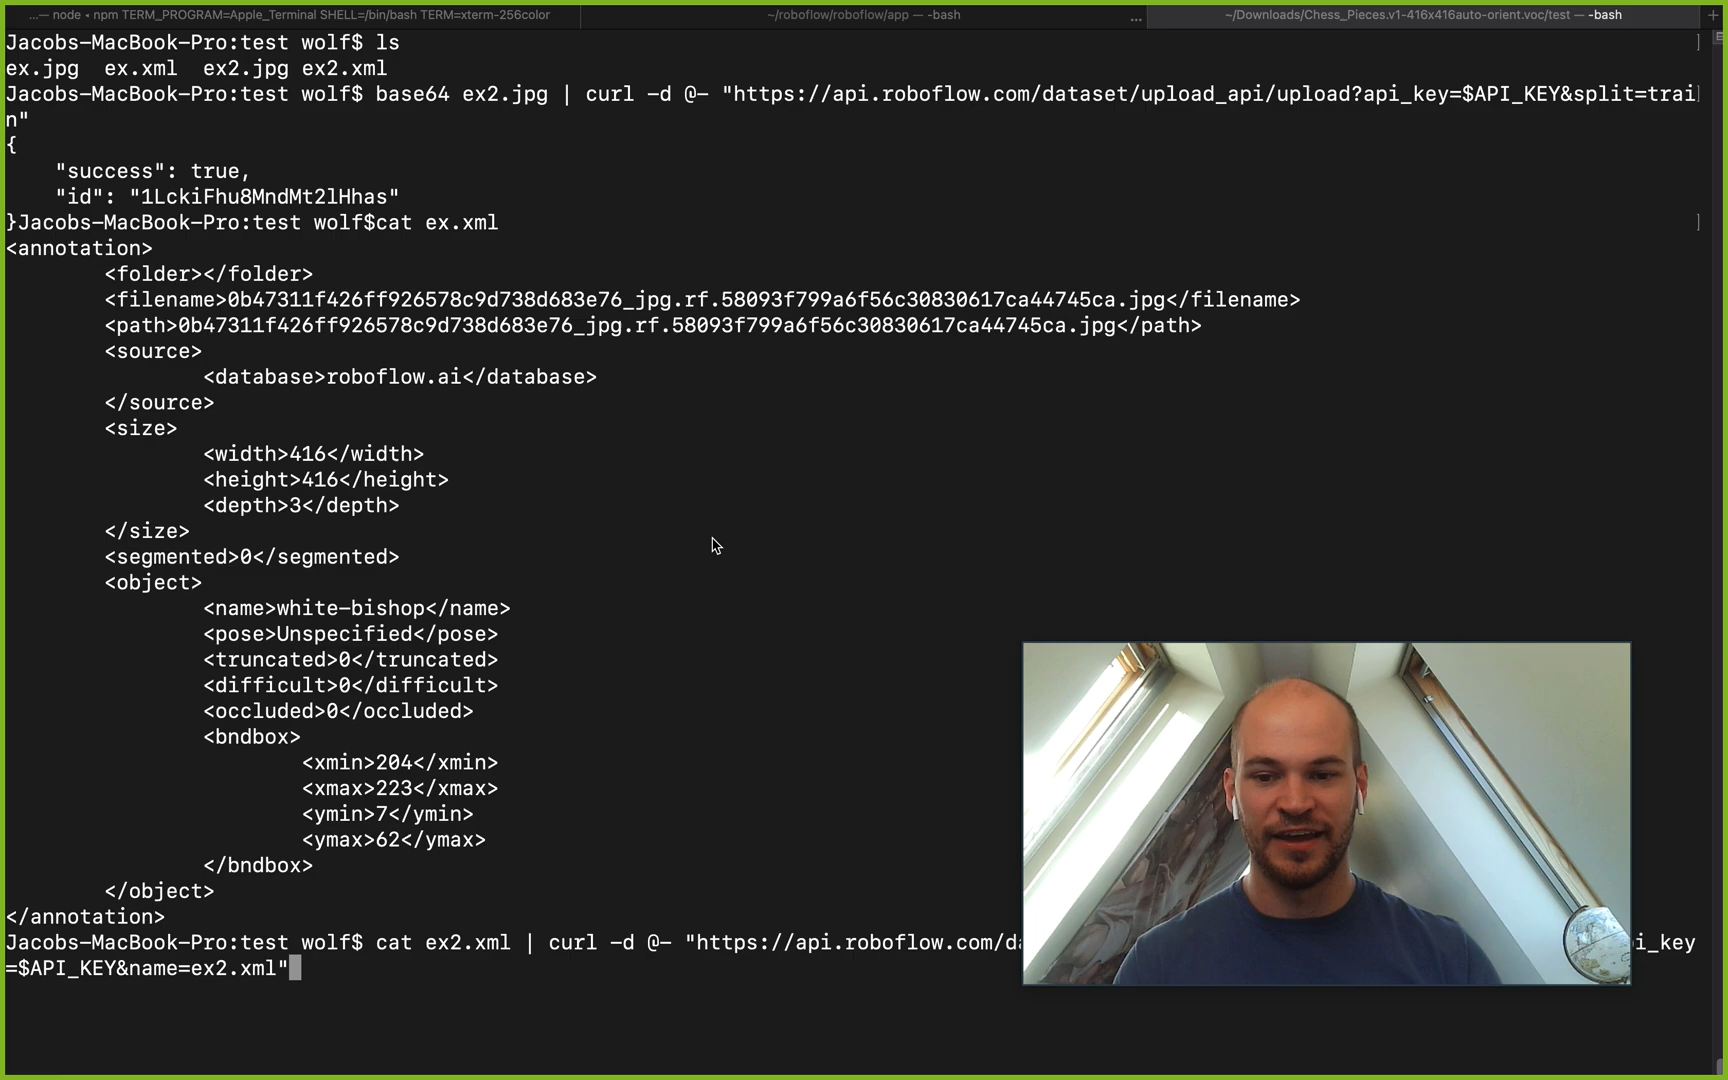 ...— node ◂ npm TERM_PROGRAM=Apple_Terminal SHELL=/bin/bash TERM=xterm-256color
~/roboflow/roboflow/app — -bash
...
~/Downloads/Chess_Pieces.v1-416x416auto-orient.voc/test — -bash
+
Jacobs-MacBook-Pro:test wolf$ ls
ex.jpg  ex.xml  ex2.jpg ex2.xml
Jacobs-MacBook-Pro:test wolf$ base64 ex2.jpg | curl -d @- "https://api.roboflow.com/dataset/upload_api/upload?api_key=$API_KEY&split=trai
n"
{
    "success": true,
    "id": "1LckiFhu8MndMt2lHhas"
}Jacobs-MacBook-Pro:test wolf$cat ex.xml
<annotation>
	<folder></folder>
	<filename>0b47311f426ff926578c9d738d683e76_jpg.rf.58093f799a6f56c30830617ca44745ca.jpg</filename>
	<path>0b47311f426ff926578c9d738d683e76_jpg.rf.58093f799a6f56c30830617ca44745ca.jpg</path>
	<source>
		<database>roboflow.ai</database>
	</source>
	<size>
		<width>416</width>
		<height>416</height>
		<depth>3</depth>
	</size>
	<segmented>0</segmented>
	<object>
		<name>white-bishop</name>
		<pose>Unspecified</pose>
		<truncated>0</truncated>
		<difficult>0</difficult>
		<occluded>0</occluded>
		<bndbox>
			<xmin>204</xmin>
			<xmax>223</xmax>
			<ymin>7</ymin>
			<ymax>62</ymax>
		</bndbox>
	</object>
</annotation>
Jacobs-MacBook-Pro:test wolf$ cat ex2.xml | curl -d @- "https://api.roboflow.com/d i_key
=$API_KEY&name=ex2.xml"